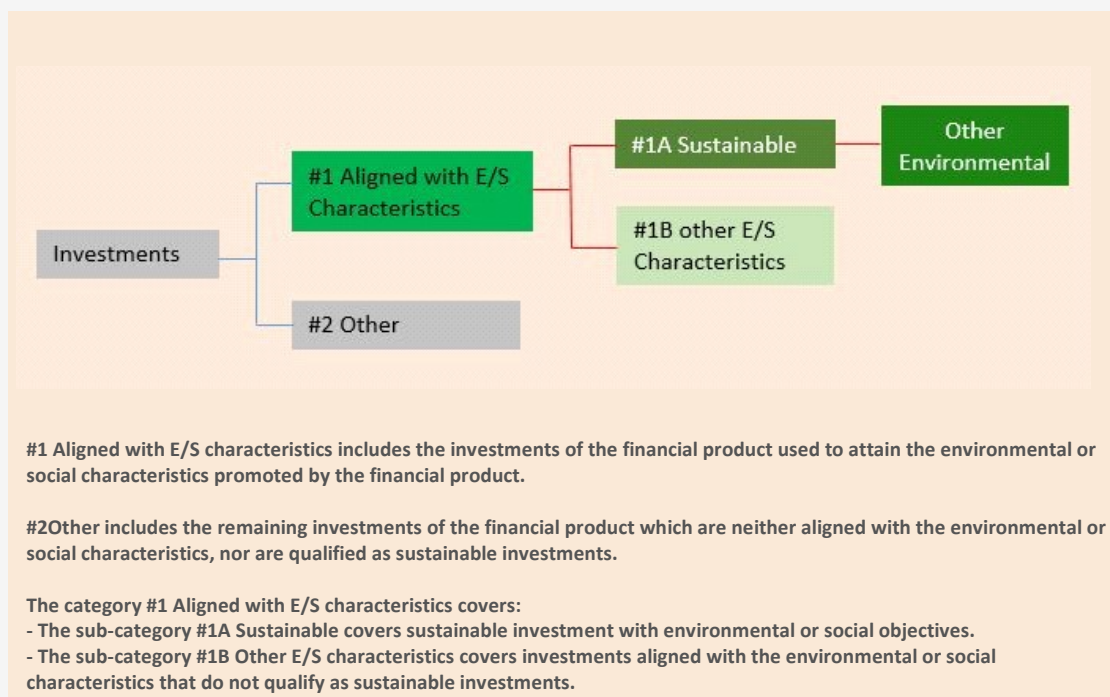 Investments
#1 Aligned with E/S
Characteristics
#2 Other
#1A Sustainable
#1B other E/S
Characteristics
Other
Environmental
#1 Aligned with E/S characteristics includes the investments of the financial product used to attain the environmental or
social characteristics promoted by the financial product.
#2Other includes the remaining investments of the financial product which are neither aligned with the environmental or
social characteristics, nor are qualified as sustainable investments.
The category #1 Aligned with E/S characteristics covers:
- The sub-category #1A Sustainable covers sustainable investment with environmental or social objectives.
- The sub-category #1B Other E/S characteristics covers investments aligned with the environmental or social
characteristics that do not qualify as sustainable investments.